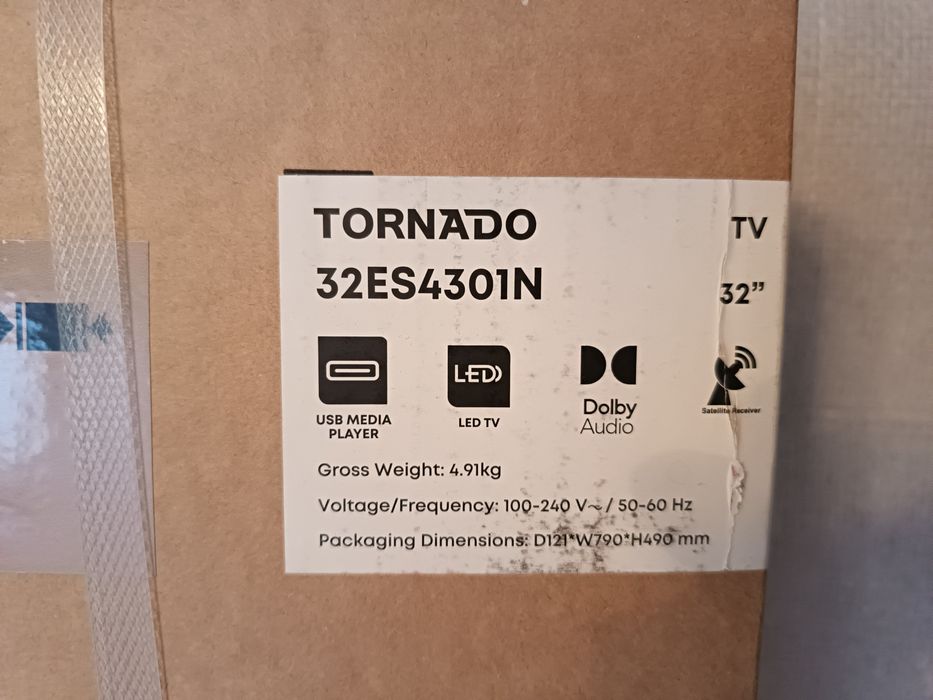 TORNADO TV
32ES4301N 32”
LED
Dolby
Audio
USB MEDIA
PLAYER
LED TV
Satellite Receiver
Gross Weight: 4.91kg
Voltage/Frequency: 100-240 V~ / 50-60 Hz
Packaging Dimensions: D121*W790*H490 mm